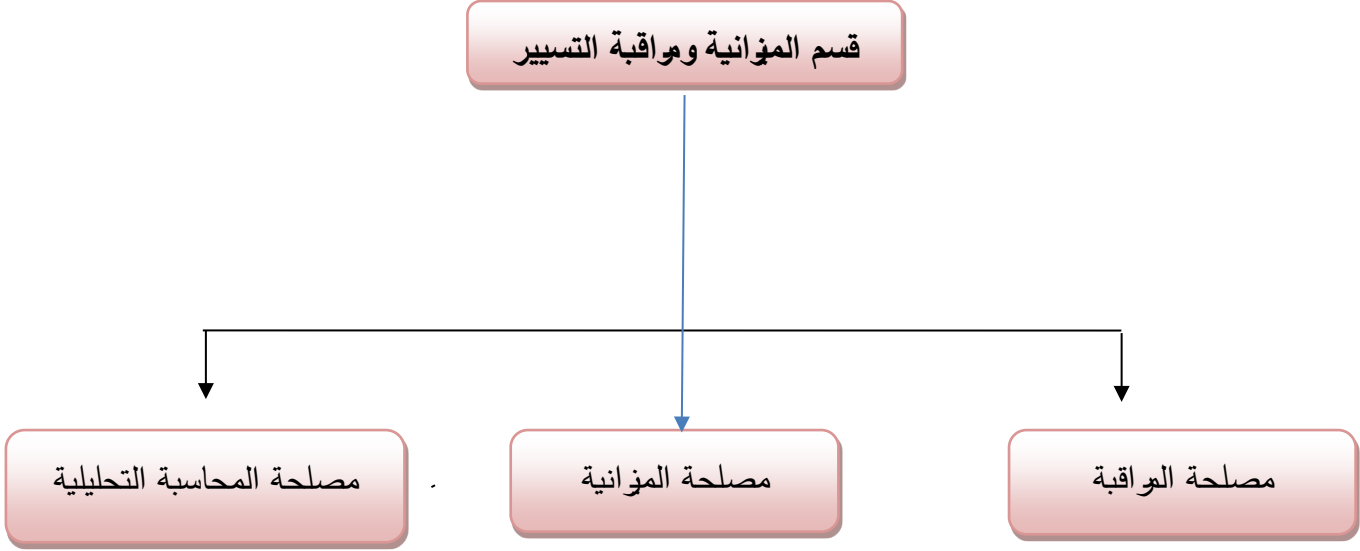 قسم الميزانية ومراقبة التسيير
مصلحة المراقبة
مصلحة الميزانية
مصلحة المحاسبة التحليلية
.